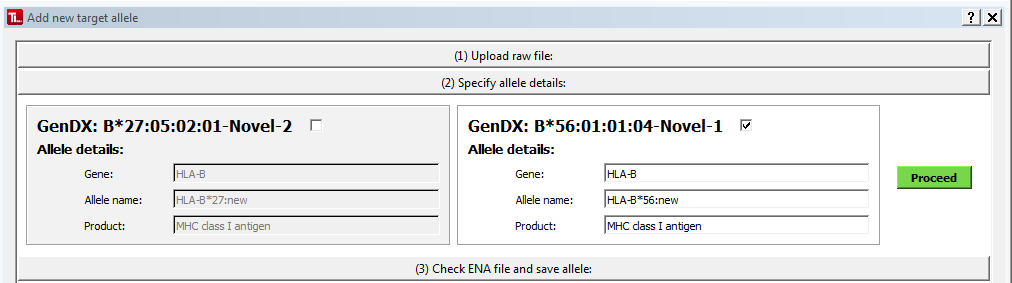 Ti... Add new target allele ? X
(1) Upload raw file:
(2) Specify allele details:
GenDX: B*27:05:02:01-Novel-2
Allele details:
Gene: HLA-B
Allele name: HLA-B*27:new
Product: MHC class I antigen
GenDX: B*56:01:01:04-Novel-1
Allele details:
Gene: HLA-B
Allele name: HLA-B*56:new
Product: MHC class I antigen
Proceed
(3) Check ENA file and save allele: